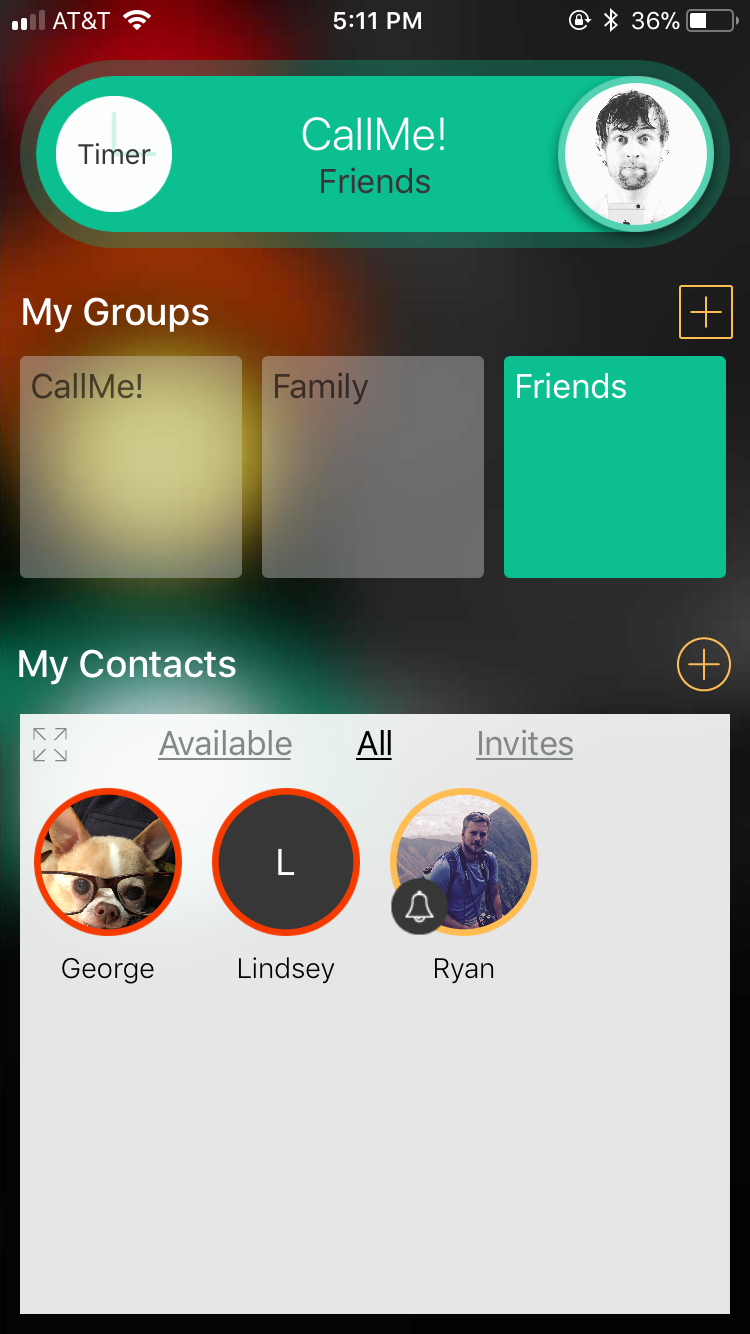 AT&T 5:11 PM 36%
Timer
CallMe!
Friends
My Groups
CallMe! Family Friends
My Contacts
Available All Invites
L
George Lindsey Ryan